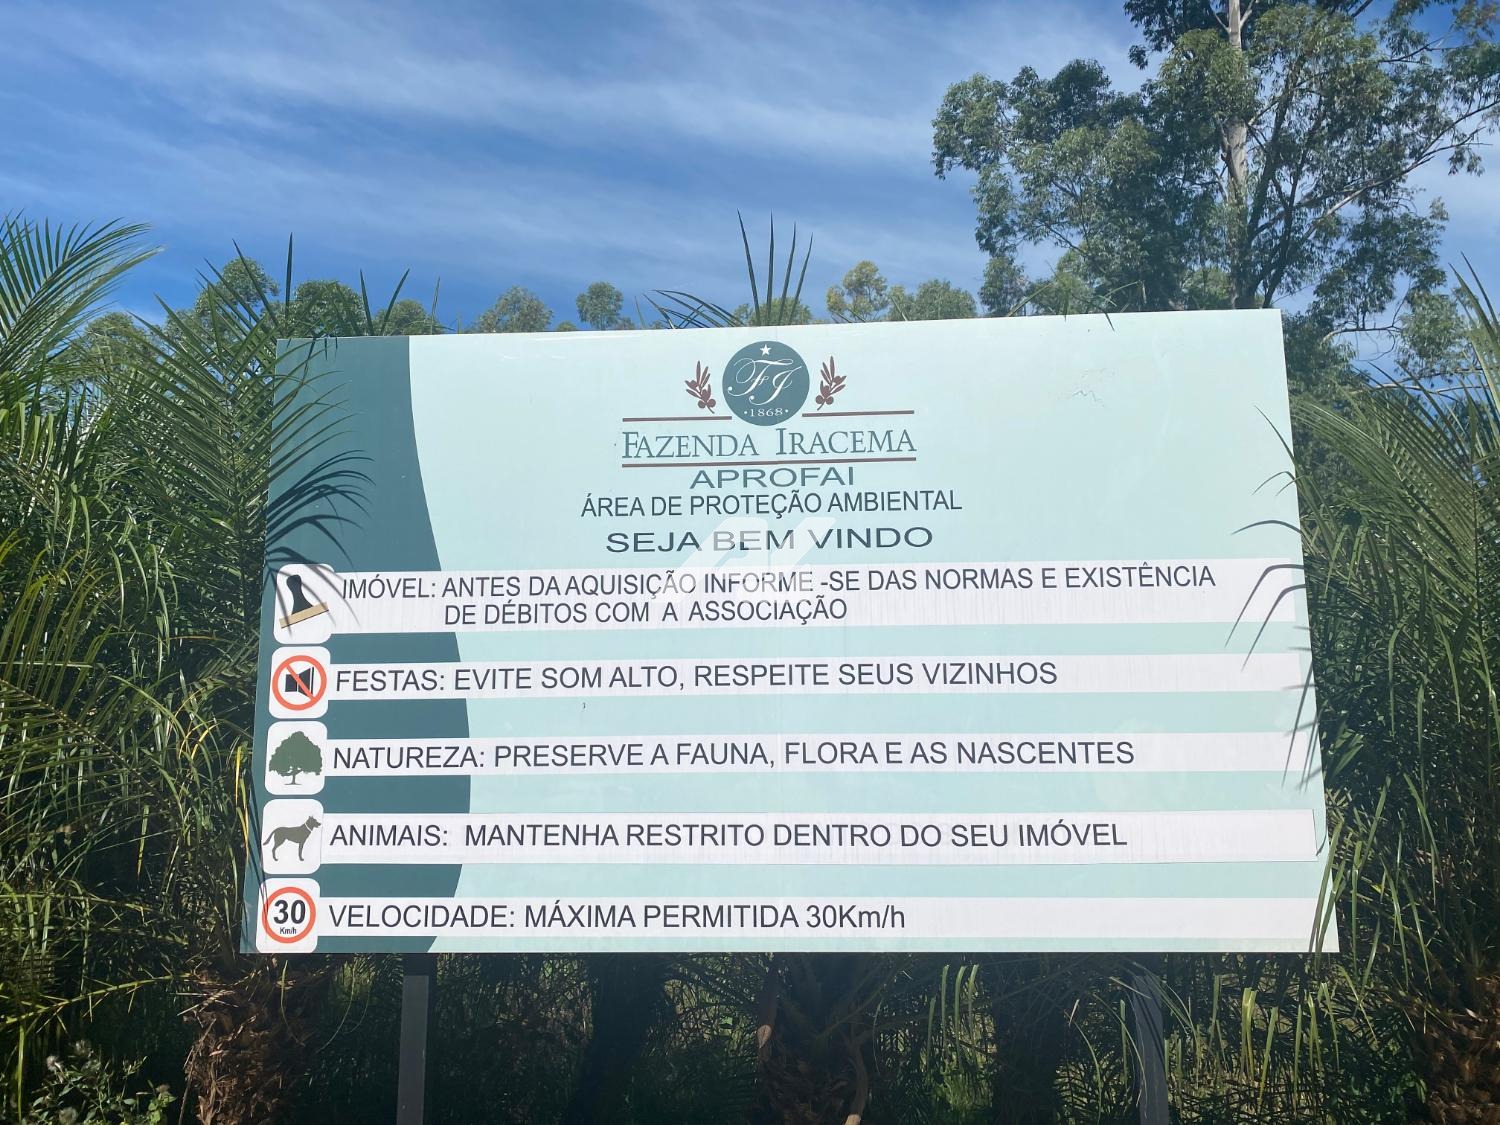 FJ
·1868·
FAZENDA IRACEMA
APROFAI
ÁREA DE PROTEÇÃO AMBIENTAL
SEJA BEM VINDO
IMÓVEL: ANTES DA AQUISIÇÃO INFORME -SE DAS NORMAS E EXISTÊNCIA
DE DÉBITOS COM A ASSOCIAÇÃO
FESTAS: EVITE SOM ALTO, RESPEITE SEUS VIZINHOS
NATUREZA: PRESERVE A FAUNA, FLORA E AS NASCENTES
ANIMAIS: MANTENHA RESTRITO DENTRO DO SEU IMÓVEL
30
Km/h
VELOCIDADE: MÁXIMA PERMITIDA 30Km/h